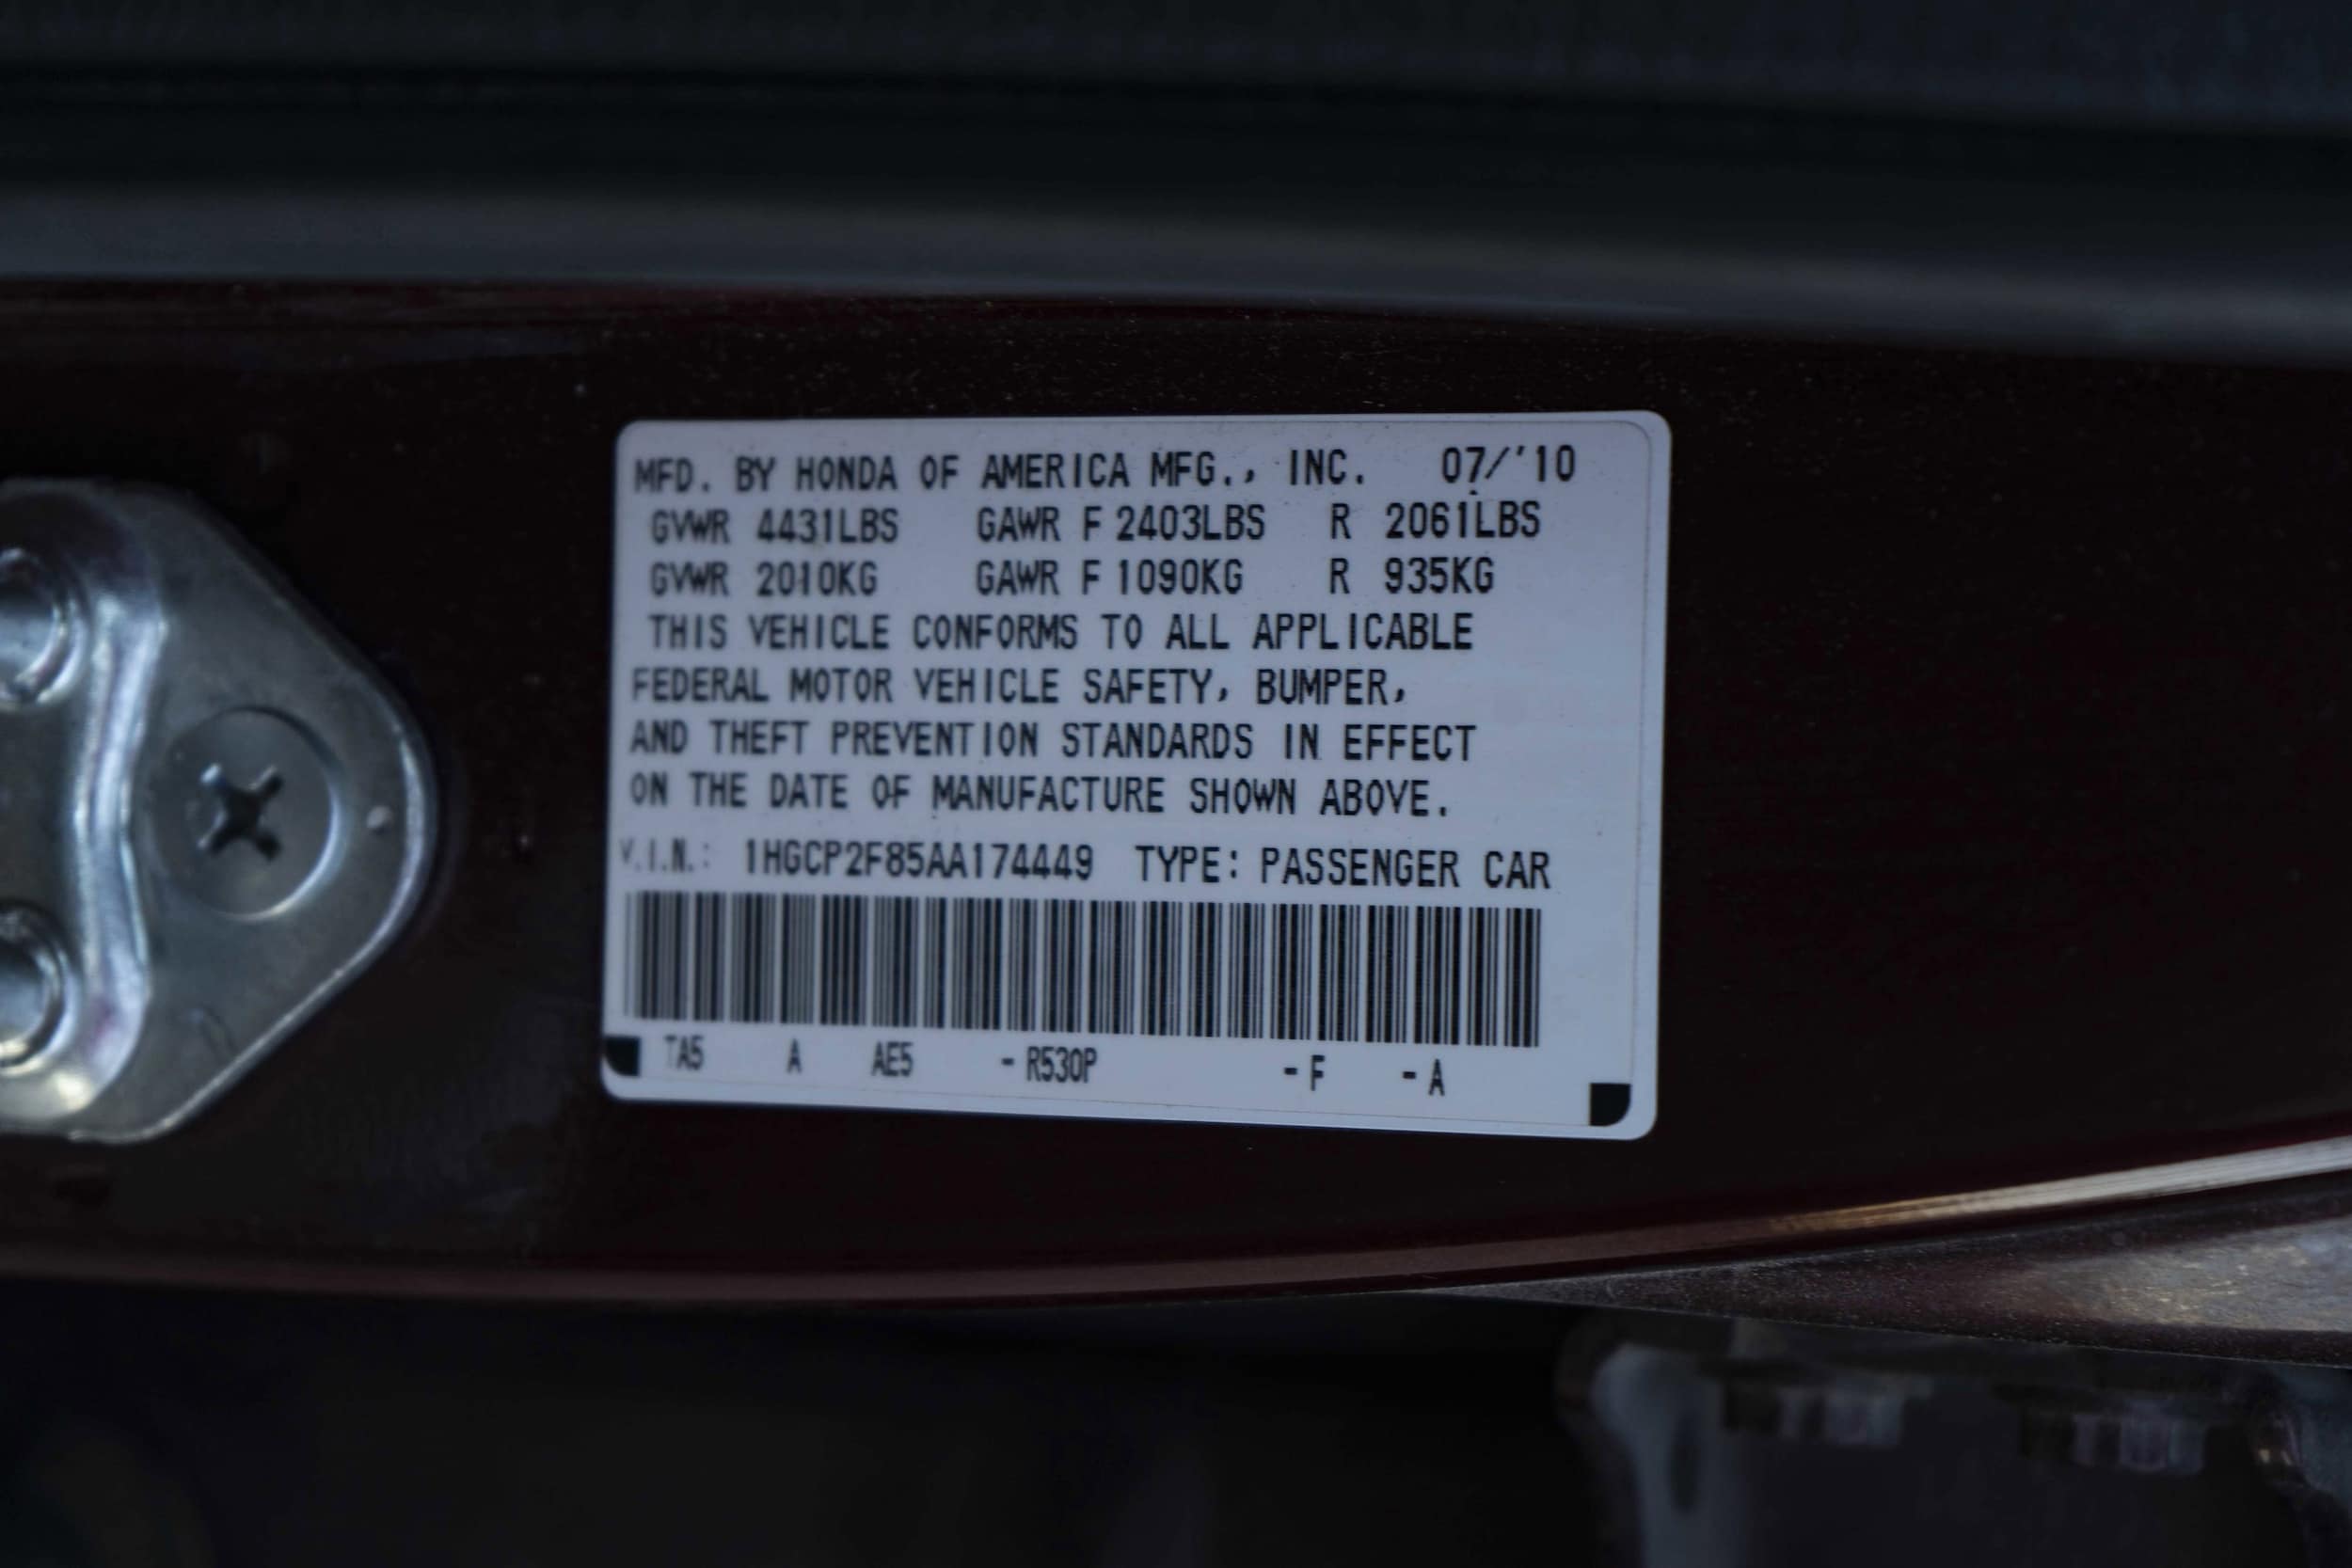 MFD. BY HONDA OF AMERICA MFG., INC. 07/'10
GVWR 4431LBS GAWR F 2403LBS R 2061LBS
GVWR 2010KG GAWR F 1090KG R 935KG
THIS VEHICLE CONFORMS TO ALL APPLICABLE
FEDERAL MOTOR VEHICLE SAFETY, BUMPER,
AND THEFT PREVENTION STANDARDS IN EFFECT
ON THE DATE OF MANUFACTURE SHOWN ABOVE.
V.I.N.: 1HGCP2F85AA174449 TYPE: PASSENGER CAR
TA5 A AE5 - R530P - F - A